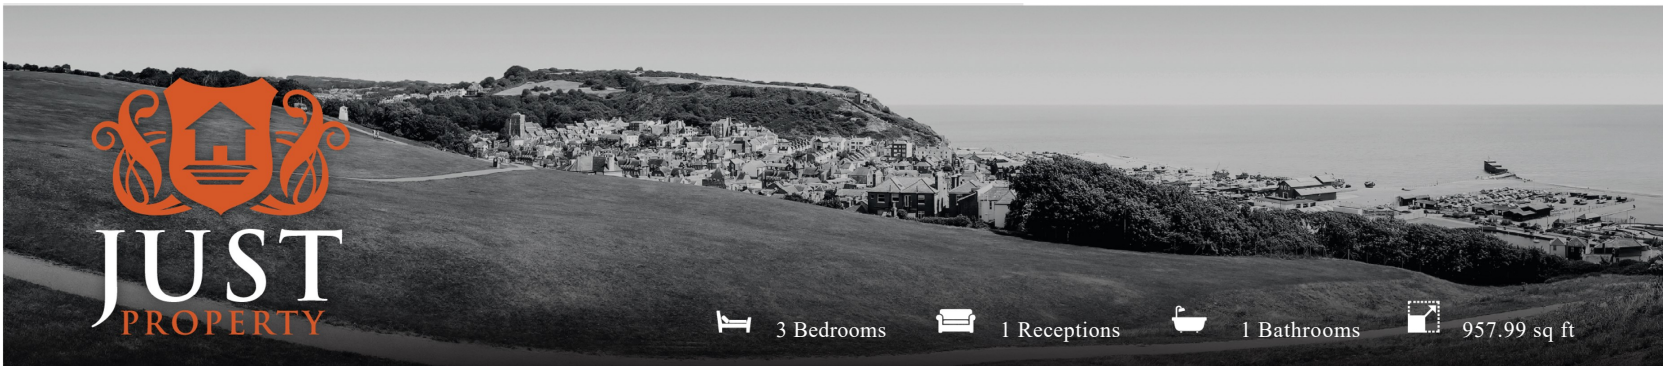 JUST
PROPERTY
3 Bedrooms
1 Receptions
1 Bathrooms
957.99 sq ft